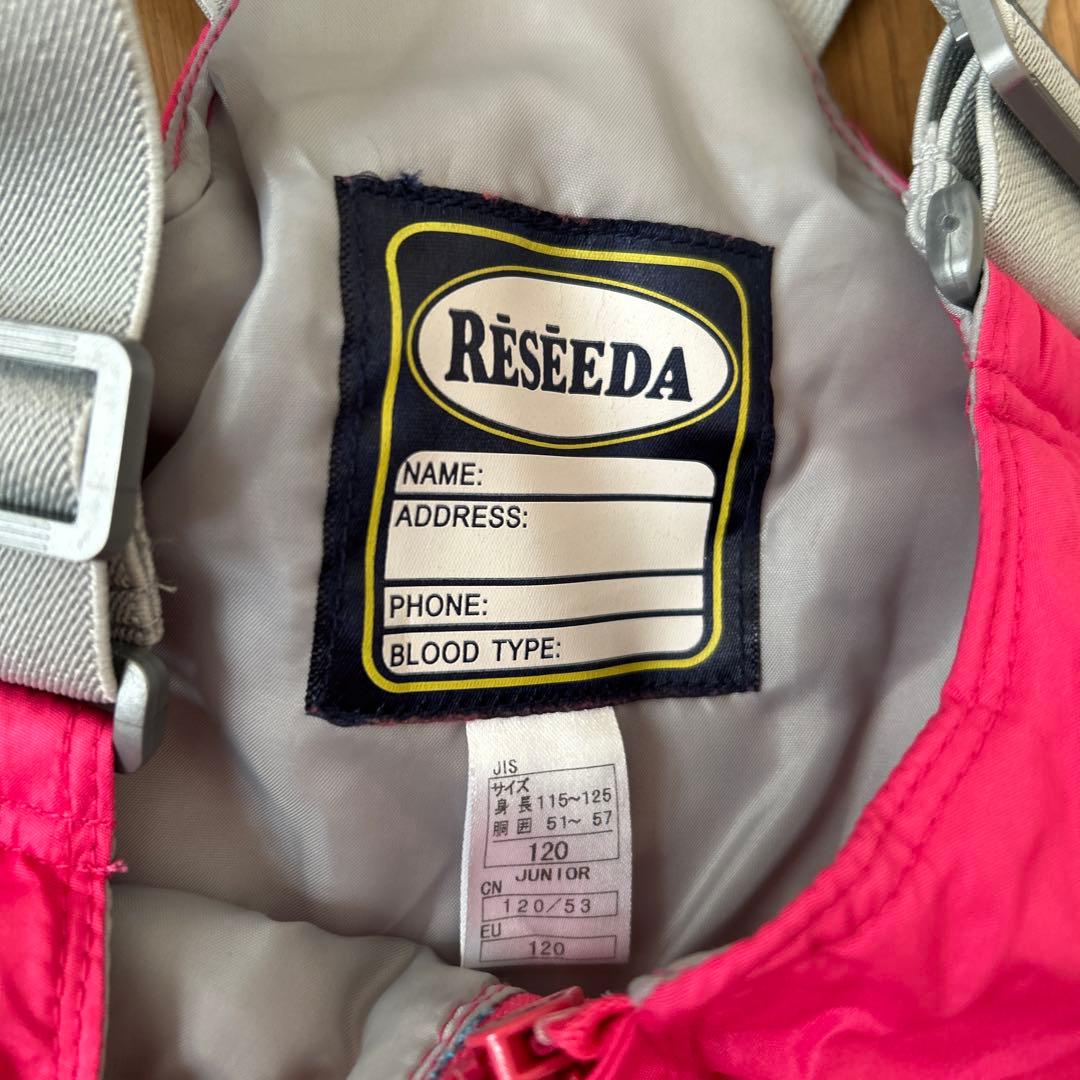 RĒSĒEDA
NAME:
ADDRESS:
PHONE:
BLOOD TYPE:
JIS
サイズ
身長 115~125
胴囲 51~ 57
120
JUNIOR
CN
120/53
EU
120